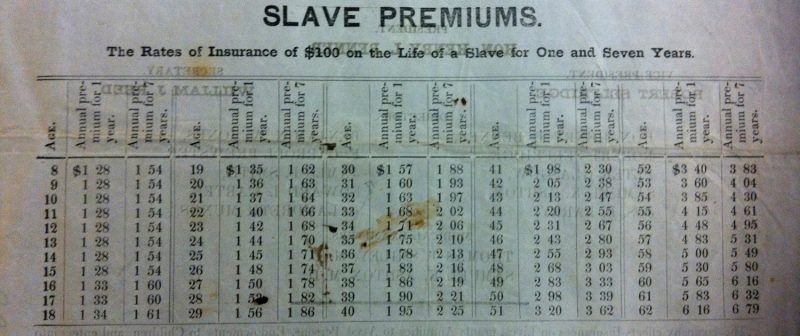 SLAVE PREMIUMS.
The Rates of Insurance of $100 on the Life of a Slave for One and Seven Years.
AGE. Annual premium for 1 year. Annual premium for 7 years. AGE. Annual premium for 1 year. Annual premium for 7 years. AGE. Annual premium for 1 year. Annual premium for 7 years. AGE. Annual premium for 1 year. Annual premium for 7 years. AGE. Annual premium for 1 year. Annual premium for 7 years.
8 $1 28 1 54 19 $1 35 1 62 30 $1 57 1 88 41 $1 98 2 30 52 $3 40 3 83
9 1 28 1 54 20 1 36 1 63 31 1 60 1 93 42 2 05 2 38 53 3 60 4 04
10 1 28 1 54 21 1 37 1 64 32 1 63 1 97 43 2 13 2 47 54 3 85 4 30
11 1 28 1 54 22 1 40 1 66 33 1 68 2 02 44 2 20 2 55 55 4 15 4 61
12 1 28 1 54 23 1 42 1 68 34 1 71 2 06 45 2 31 2 67 56 4 48 4 95
13 1 28 1 54 24 1 44 1 70 35 1 75 2 10 46 2 43 2 80 57 4 83 5 31
14 1 28 1 54 25 1 45 1 71 36 1 78 2 13 47 2 55 2 93 58 5 00 5 49
15 1 28 1 54 26 1 48 1 74 37 1 83 2 16 48 2 68 3 03 59 5 30 5 80
16 1 33 1 60 27 1 50 1 78 38 1 86 2 19 49 2 83 3 33 60 5 65 6 16
17 1 33 1 60 28 1 1 82 39 1 90 2 21 50 2 98 3 39 61 5 83 6 32
18 1 34 1 61 29 1 56 1 86 40 1 95 2 25 51 3 20 3 62 62 6 16 6 79